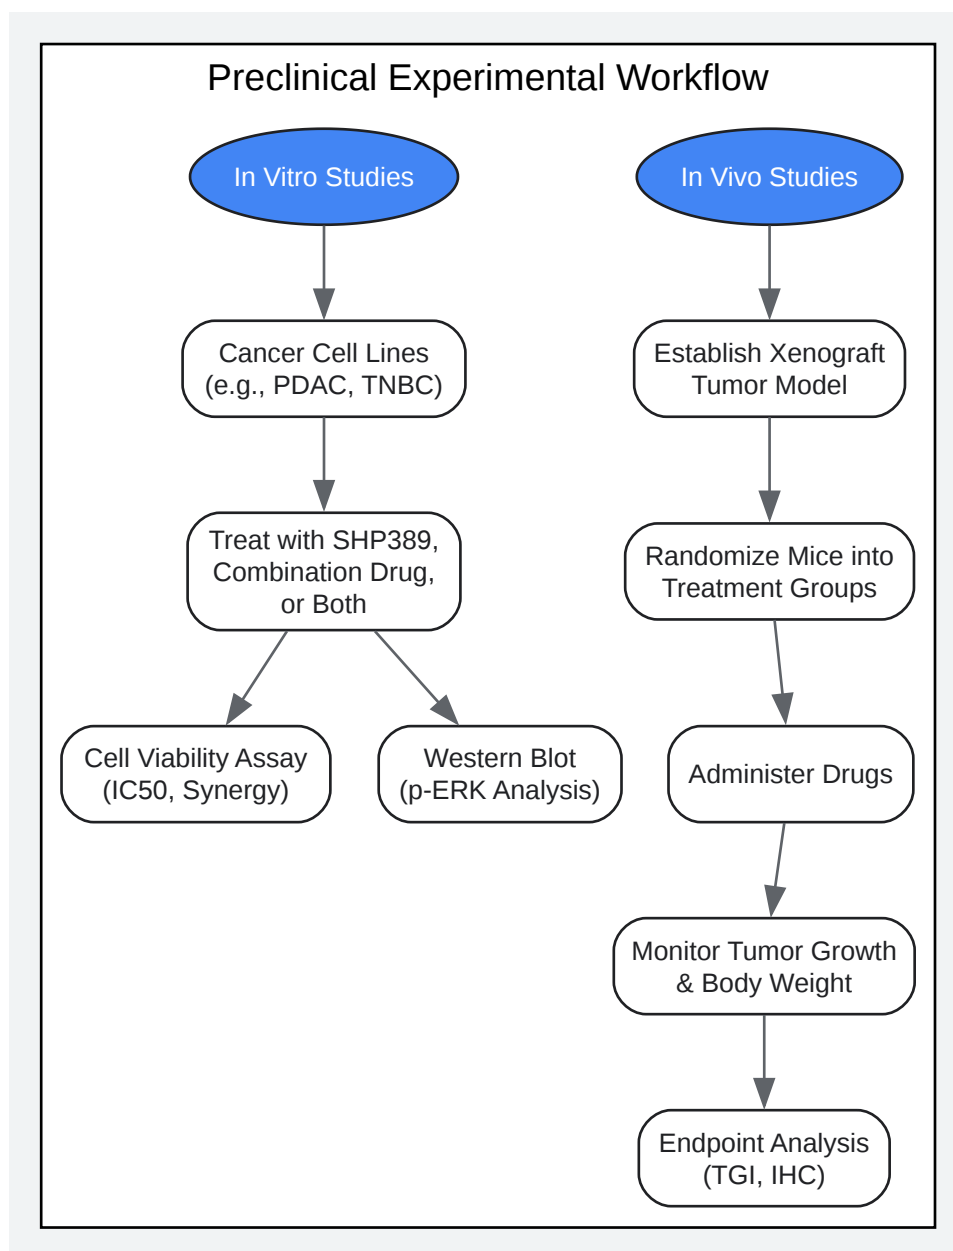 Preclinical Experimental Workflow
In Vitro Studies
Cancer Cell Lines
(e.g., PDAC, TNBC)
Treat with SHP389,
Combination Drug,
or Both
Cell Viability Assay
(IC50, Synergy)
Western Blot
(p-ERK Analysis)
In Vivo Studies
Establish Xenograft
Tumor Model
Randomize Mice into
Treatment Groups
Administer Drugs
Monitor Tumor Growth
& Body Weight
Endpoint Analysis
(TGI, IHC)